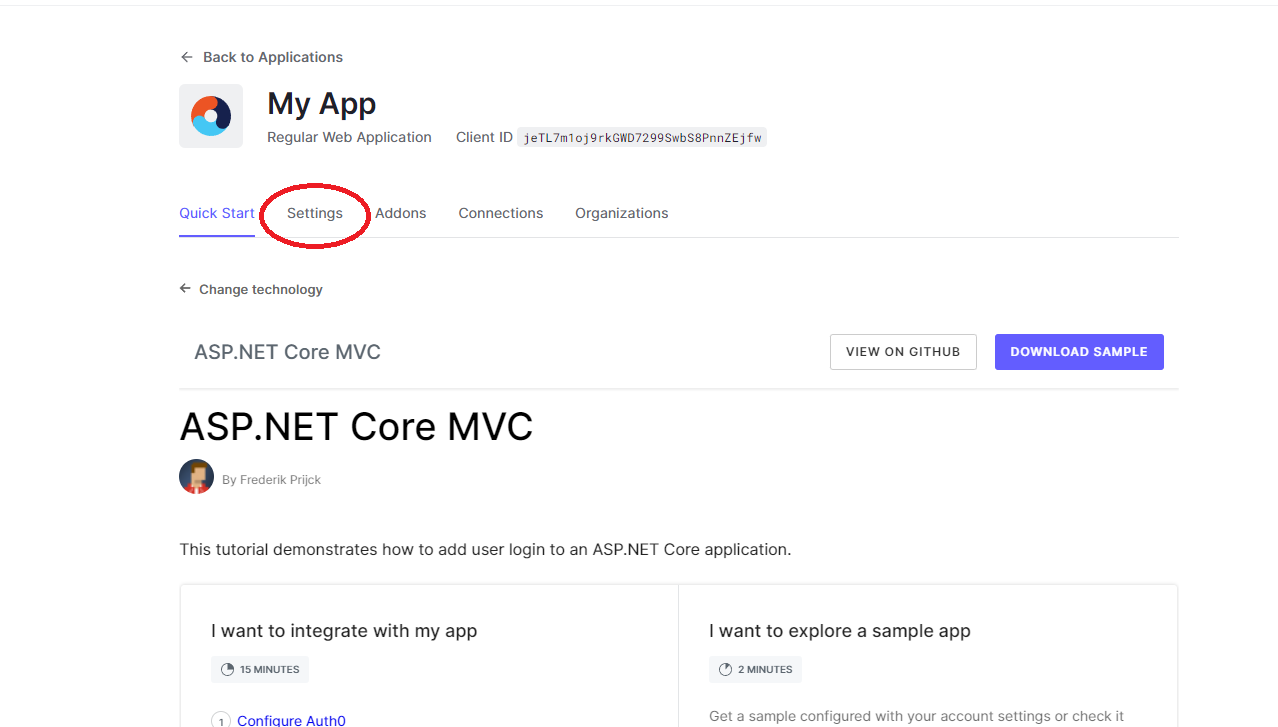 Back to Applications
My App
Regular Web Application Client ID jeTL7m1oj9rkGWD7299SwbS8PnnZEjfw
Quick Start Settings Addons Connections Organizations
Change technology
ASP.NET Core MVC VIEW ON GITHUB DOWNLOAD SAMPLE
ASP.NET Core MVC
By Frederik Prijck
This tutorial demonstrates how to add user login to an ASP.NET Core application.
I want to integrate with my app
15 MINUTES
1 Configure Auth0
I want to explore a sample app
2 MINUTES
Get a sample configured with your account settings or check it